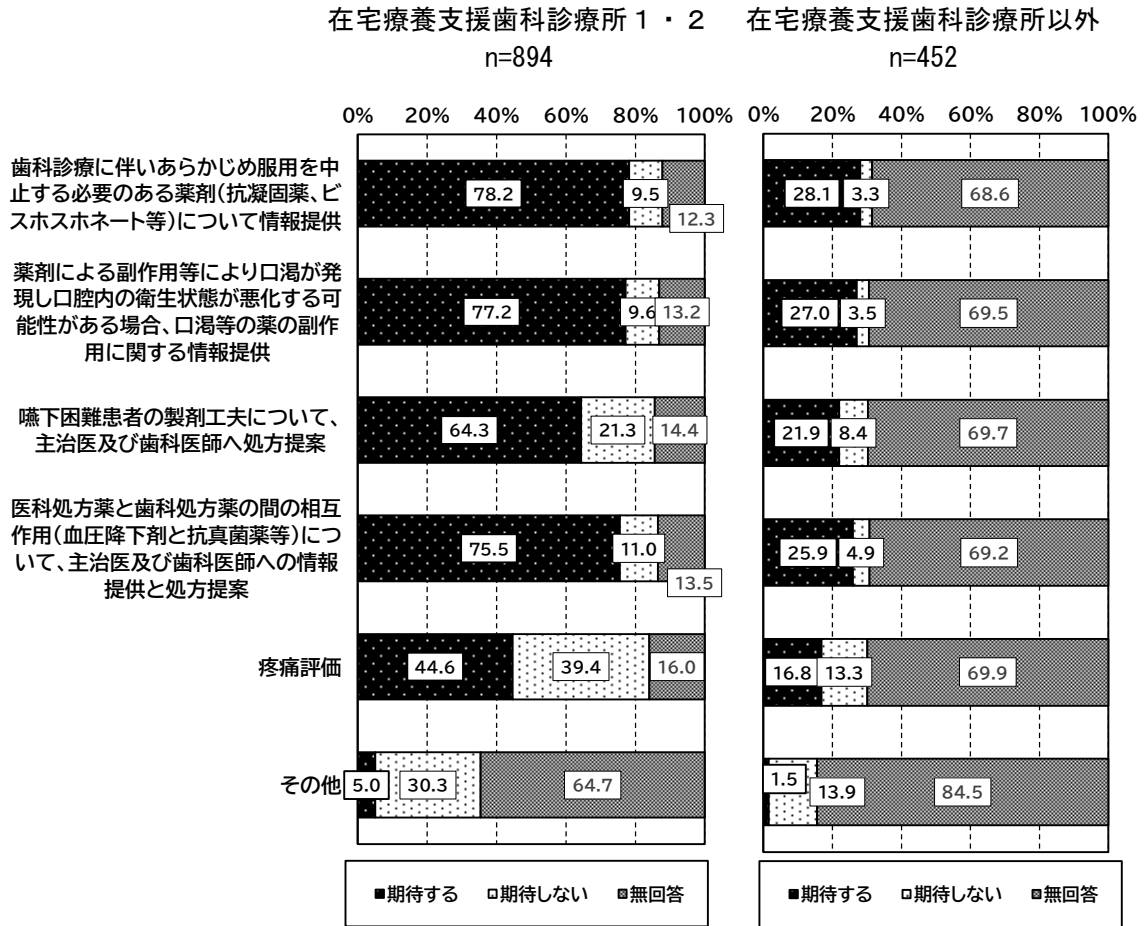 在宅療養支援歯科診療所1・2
n=894
在宅療養支援歯科診療所以外
n=452
0% 20% 40% 60% 80% 100%
0% 20% 40% 60% 80% 100%
歯科診療に伴いあらかじめ服用を中
止する必要のある薬剤(抗凝固薬、ビ
スホスホネート等)について情報提供
78.2 9.5 12.3
28.1 3.3 68.6
薬剤による副作用等により口渇が発
現し口腔内の衛生状態が悪化する可
能性がある場合、口渇等の薬の副作
用に関する情報提供
77.2 9.6 13.2
27.0 3.5 69.5
嚥下困難患者の製剤工夫について、
主治医及び歯科医師へ処方提案
64.3 21.3 14.4
21.9 8.4 69.7
医科処方薬と歯科処方薬の間の相互
作用(血圧降下剤と抗真菌薬等)につ
いて、主治医及び歯科医師への情報
提供と処方提案
75.5 11.0 13.5
25.9 4.9 69.2
疼痛評価
44.6 39.4 16.0
16.8 13.3 69.9
その他
5.0 30.3 64.7
1.5 13.9 84.5
■期待する □期待しない ■無回答
■期待する □期待しない ■無回答